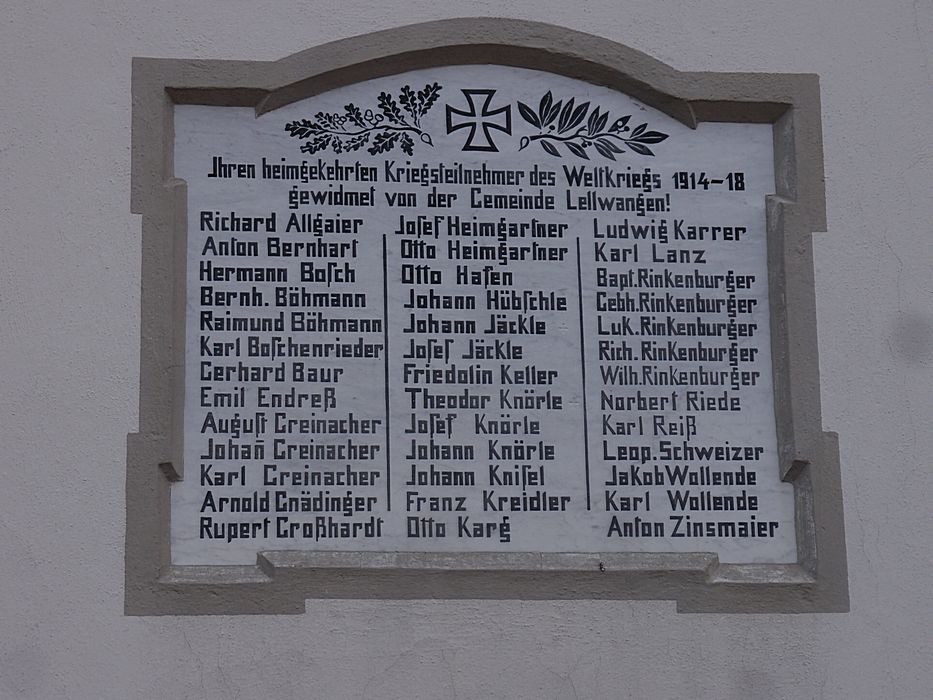 Ihren heimgekehrten Kriegsteilnehmer des Weltkriegs 1914-18
gewidmet von der Gemeinde Lellwangen!
Richard Allgaier
Anton Bernhart
Hermann Boſch
Bernh. Böhmann
Raimund Böhmann
Karl Boſchenrieder
Gerhard Baur
Emil Endreß
Auguſt Greinacher
Johan̄ Greinacher
Karl Greinacher
Arnold Gnädinger
Rupert Großhardt
Joſef Heimgartner
Otto Heimgartner
Otto Haſen
Johann Hübſchle
Johann Jäckle
Joſef Jäckle
Friedolin Keller
Theodor Knörle
Joſef Knörle
Johann Knörle
Johann Kniſel
Franz Kreidler
Otto Karg
Ludwig Karrer
Karl Lanz
Bapſ. Rinkenburger
Gebh. Rinkenburger
Luk. Rinkenburger
Rich. Rinkenburger
Wilh. Rinkenburger
Norbert Riede
Karl Reiß
Leop. Schweizer
Jakob Wollende
Karl Wollende
Anton Zinsmaier